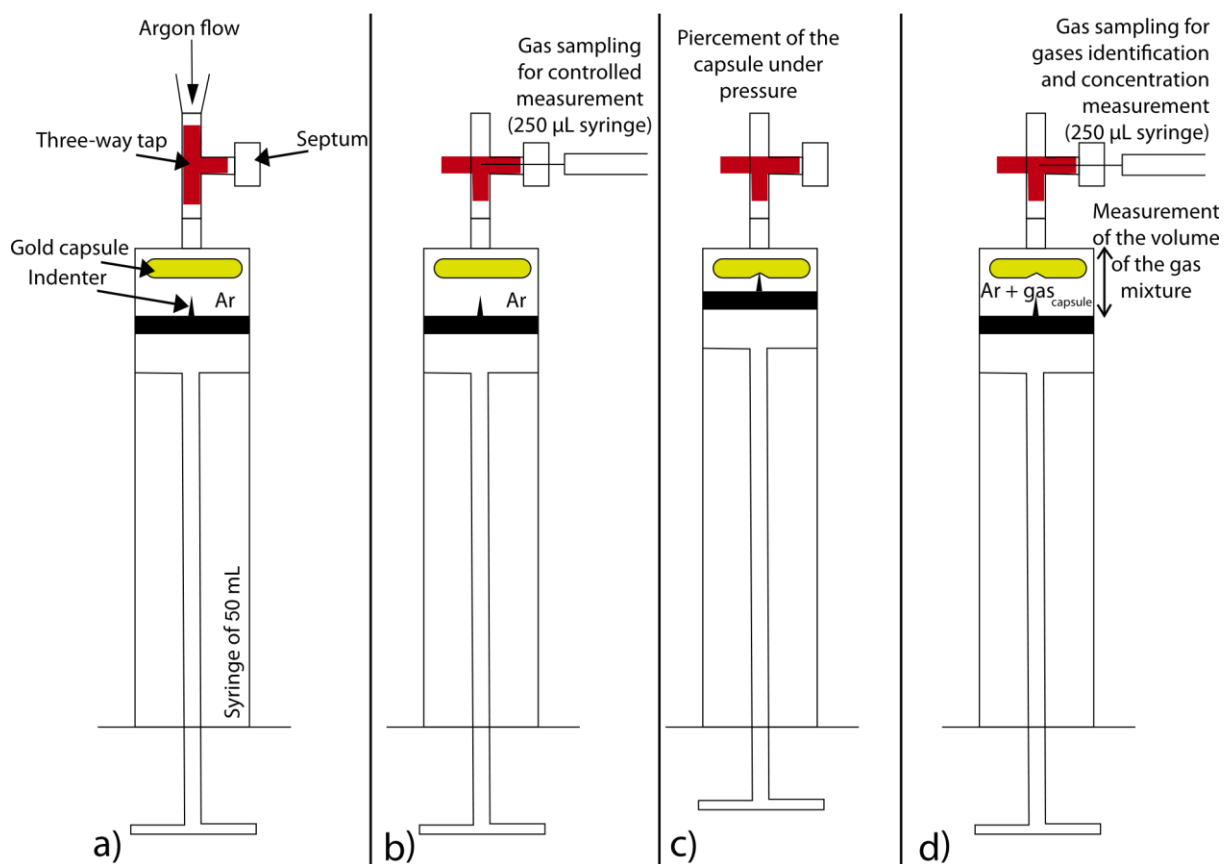 Argon flow
Three-way tap
Septum
Gold capsule
Indenter
Ar
Syringe of 50 mL
a)
Gas sampling
for controlled
measurement
(250 µL syringe)
Ar
b)
Piercement of the
capsule under
pressure
c)
Gas sampling for
gases identification
and concentration
measurement
(250 µL syringe)
Measurement
of the volume
of the gas
mixture
Ar + gas capsule
d)